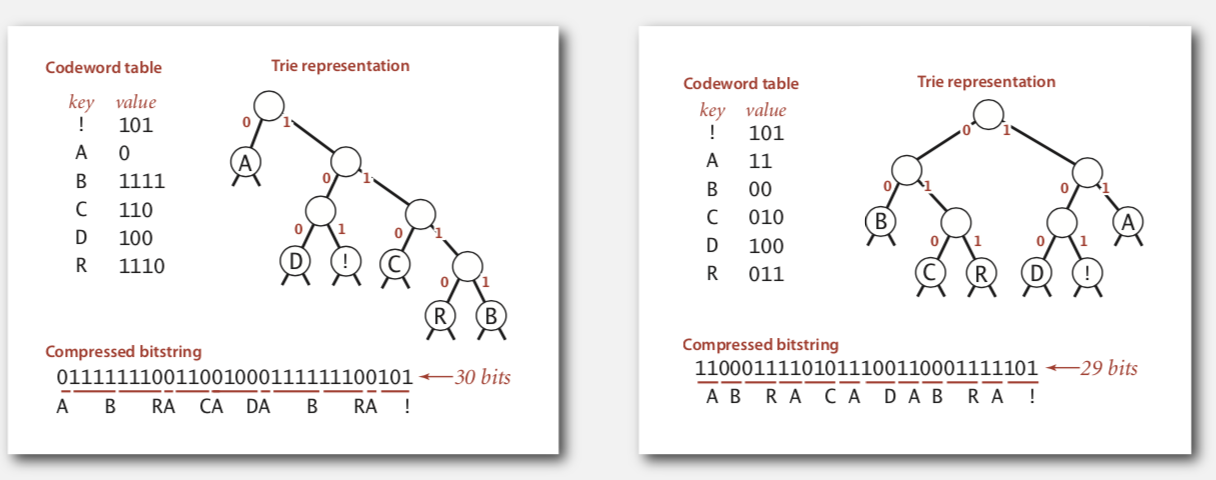 Codeword table
key value
! 101
A 0
B 1111
C 110
D 100
R 1110
Trie representation
0 1
A
0 1
0 1 0 1
D ! C
0 1
R B
Compressed bitstring
011111110011001000111111100101 30 bits
A B RA CA DA B RA !
Codeword table
key value
! 101
A 11
B 00
C 010
D 100
R 011
Trie representation
0 1
0 1 0 1
B A
0 1 0 1
C R D !
Compressed bitstring
11000111101011100110001111101 29 bits
A B R A C A D A B R A !